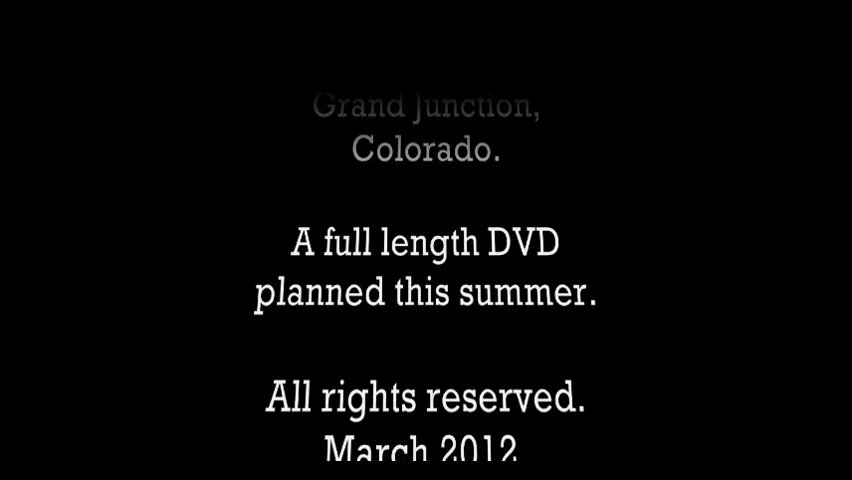 Grand Junction,
Colorado.
A full length DVD
planned this summer.
All rights reserved.
March 2012